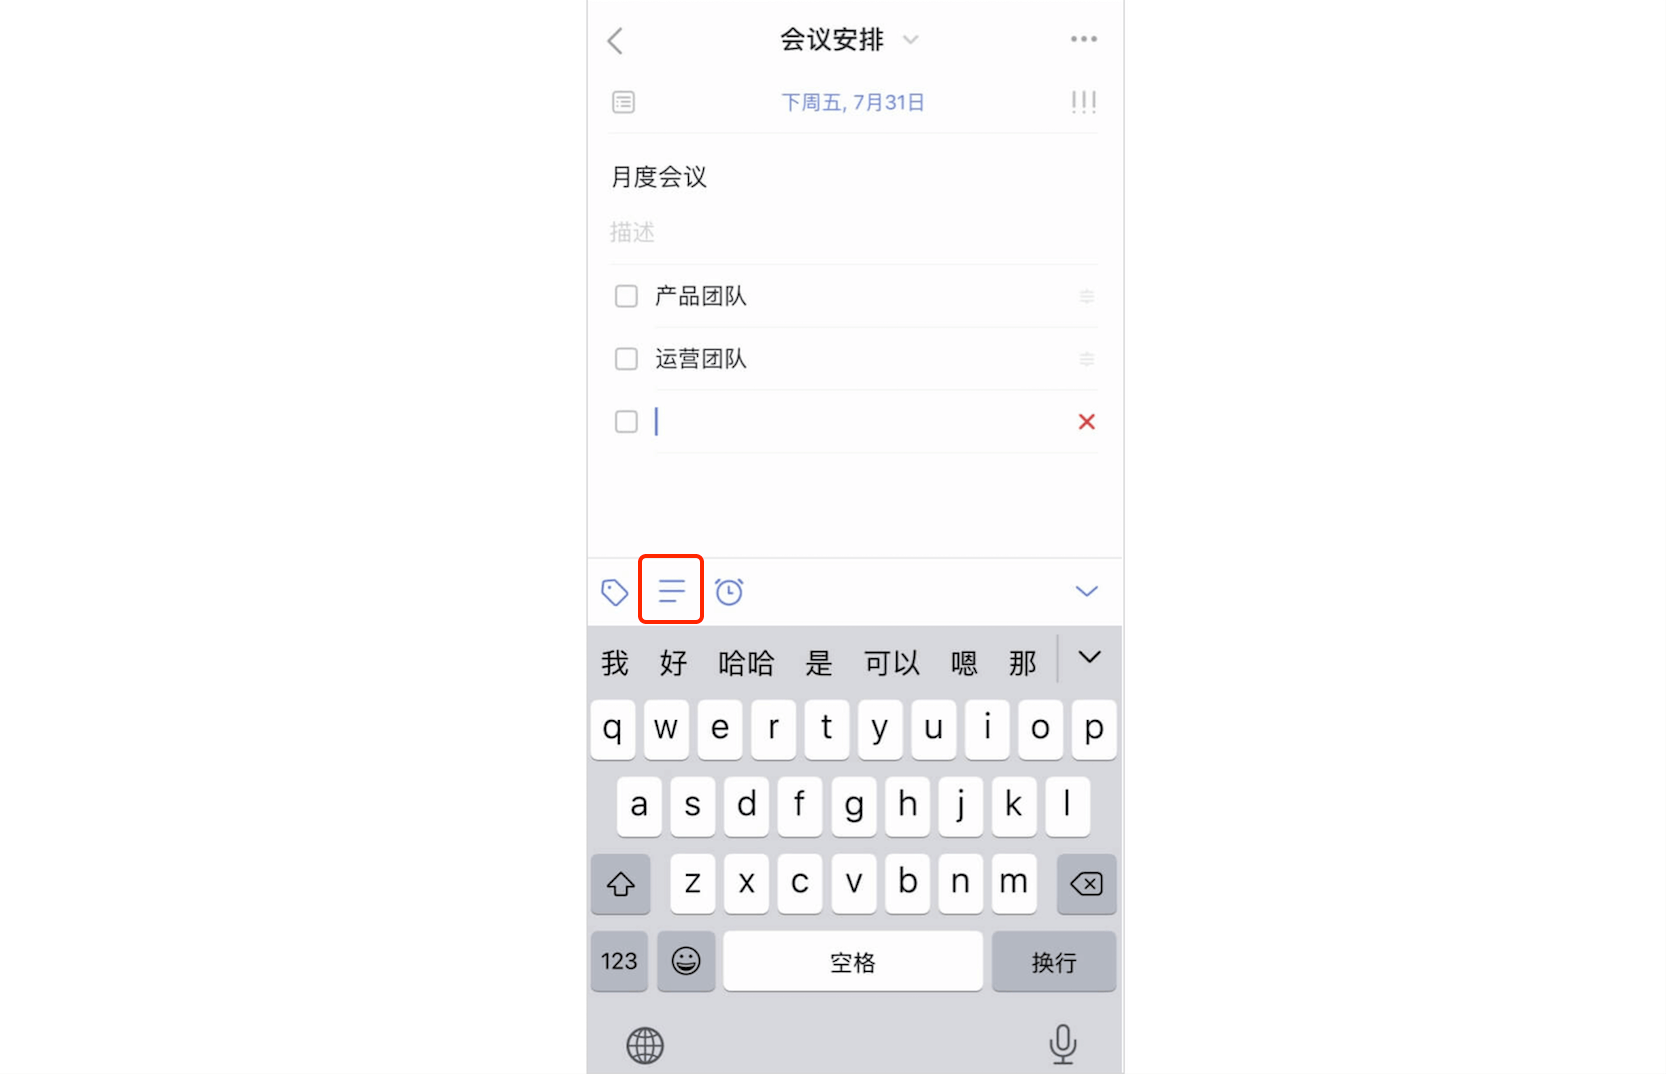 会议安排
下周五, 7月31日
月度会议
描述
产品团队
运营团队
我 好 哈哈 是 可以 嗯 那
q w e r t y u i o p
a s d f g h j k l
z x c v b n m
123 空格 换行